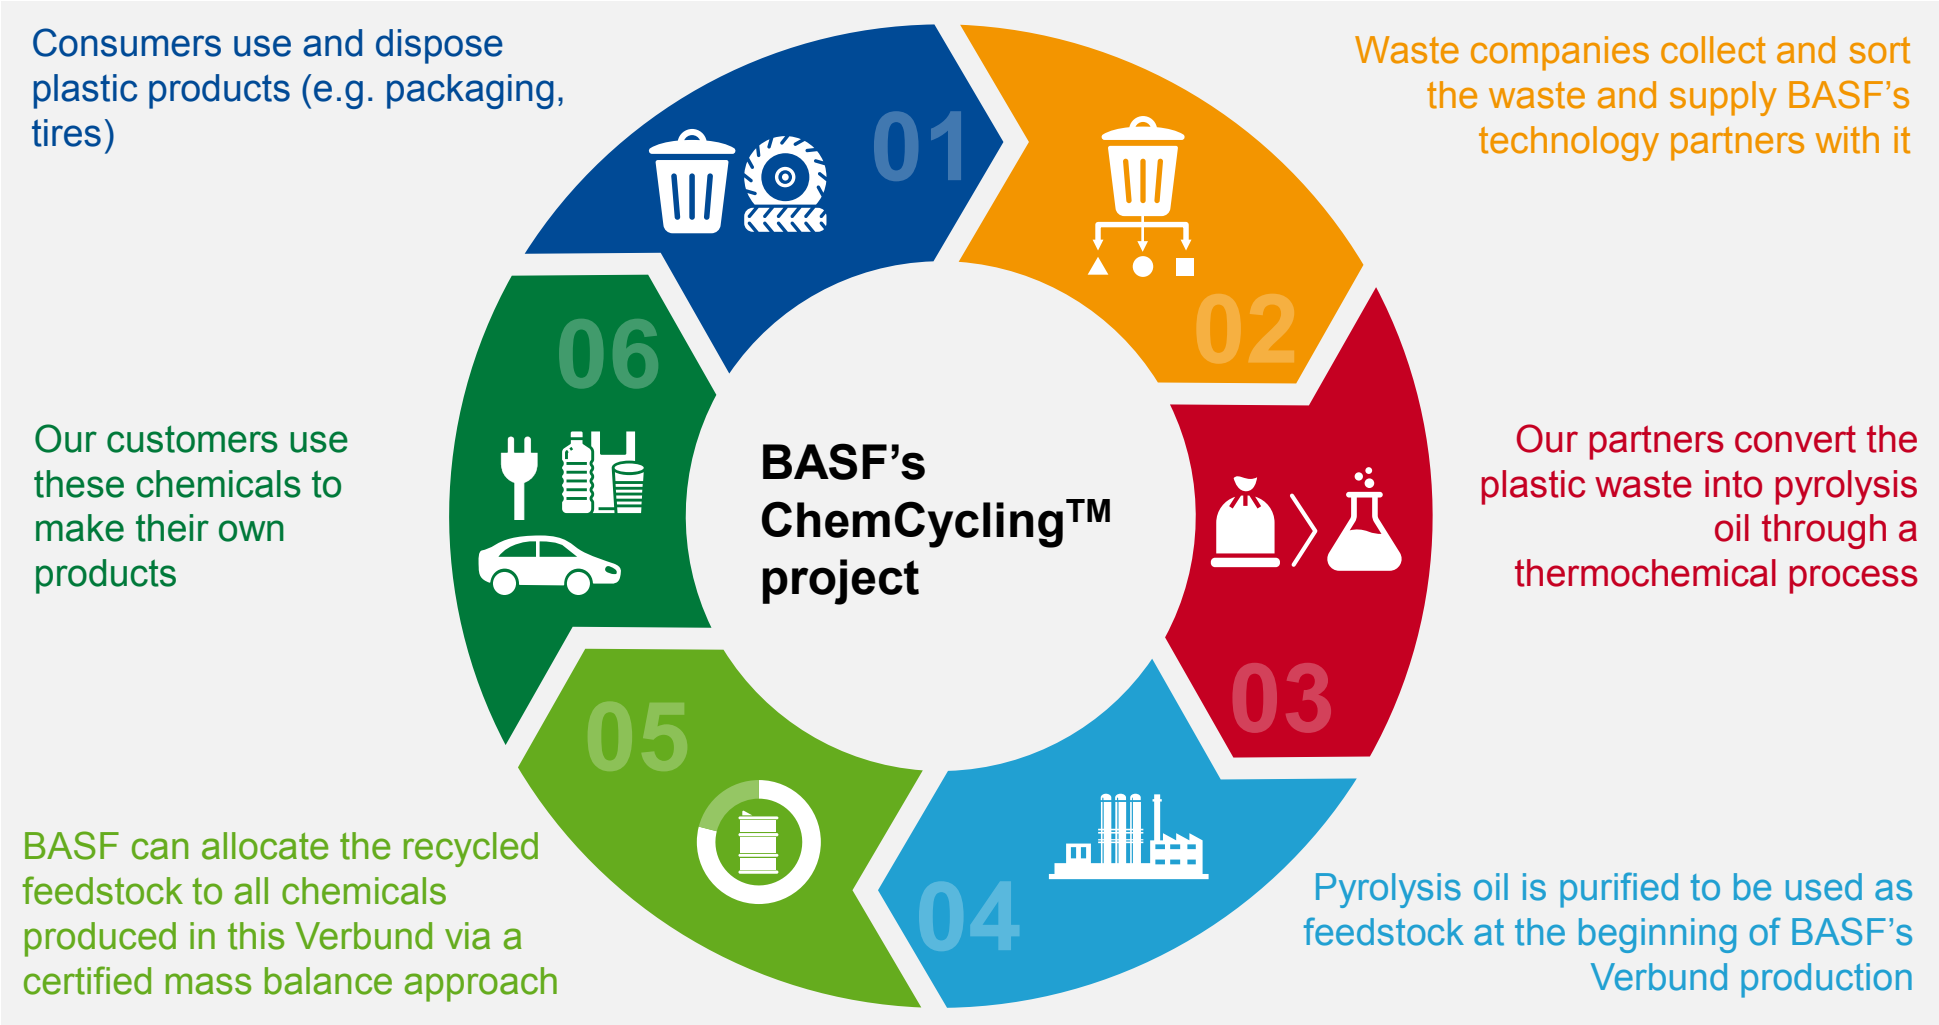 Consumers use and dispose
plastic products (e.g. packaging,
tires)
01
Waste companies collect and sort
the waste and supply BASF’s
technology partners with it
02
Our partners convert the
plastic waste into pyrolysis
oil through a
thermochemical process
03
Pyrolysis oil is purified to be used as
feedstock at the beginning of BASF’s
Verbund production
04
BASF can allocate the recycled
feedstock to all chemicals
produced in this Verbund via a
certified mass balance approach
05
Our customers use
these chemicals to
make their own
products
06
BASF’s
ChemCycling™
project